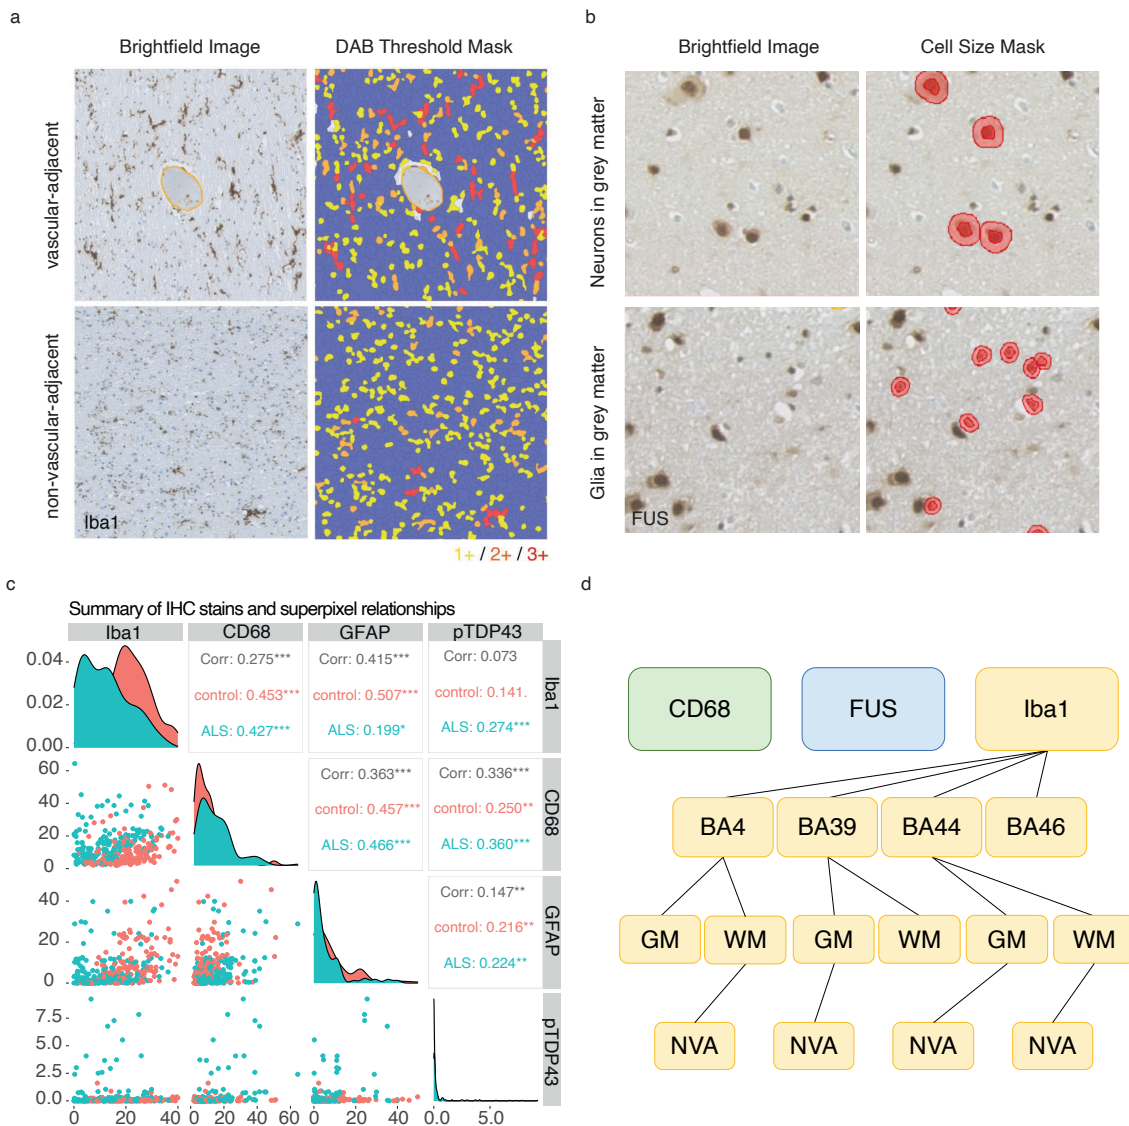 a
Brightfield Image
DAB Threshold Mask
vascular-adjacent
non-vascular-adjacent
Iba1
1+ / 2+ / 3+
b
Brightfield Image
Cell Size Mask
Neurons in grey matter
Glia in grey matter
FUS
c
Summary of IHC stains and superpixel relationships
Iba1 CD68 GFAP pTDP43
0.04
0.02
0.00
Corr: 0.275***
control: 0.453***
ALS: 0.427***
Corr: 0.415***
control: 0.507***
ALS: 0.199*
Corr: 0.073
control: 0.141.
ALS: 0.274***
Iba1
60
40
20
0
Corr: 0.363***
control: 0.457***
ALS: 0.466***
Corr: 0.336***
control: 0.250**
ALS: 0.360***
CD68
40
20
0
Corr: 0.147**
control: 0.216**
ALS: 0.224**
GFAP
7.5
5.0
2.5
0.0
pTDP43
0 20 40 0 20 40 60 0 20 40 0.0 5.0
d
CD68 FUS Iba1
BA4 BA39 BA44 BA46
GM WM GM WM GM WM
NVA NVA NVA NVA